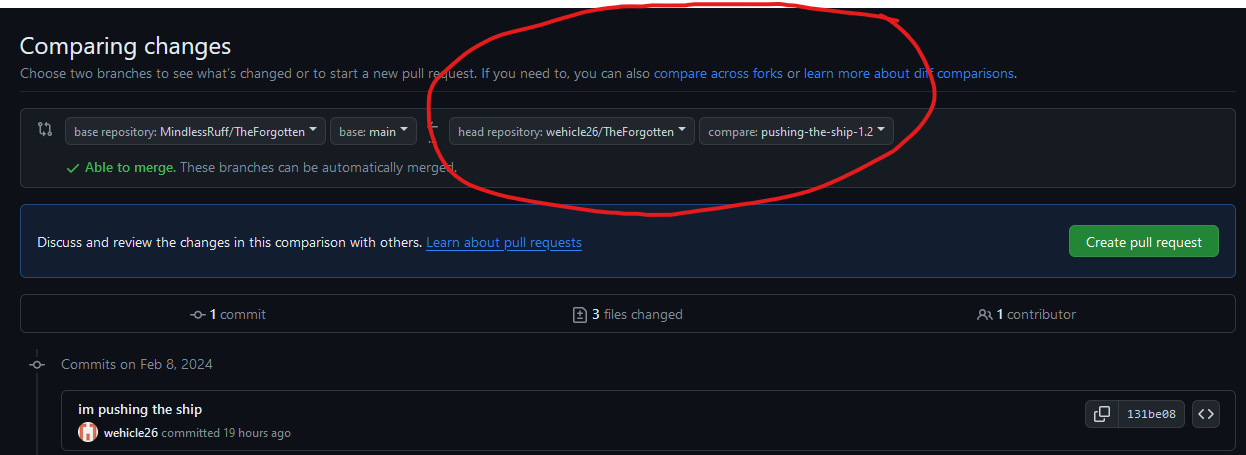 Comparing changes
Choose two branches to see what's changed or to start a new pull request. If you need to, you can also compare across forks or learn more about diff comparisons.
base repository: MindlessRuff/TheForgotten base: main head repository: wehicle26/TheForgotten compare: pushing-the-ship-1.2
Able to merge. These branches can be automatically merged.
Discuss and review the changes in this comparison with others. Learn about pull requests Create pull request
1 commit 3 files changed 1 contributor
Commits on Feb 8, 2024
im pushing the ship
131be08
wehicle26 committed 19 hours ago